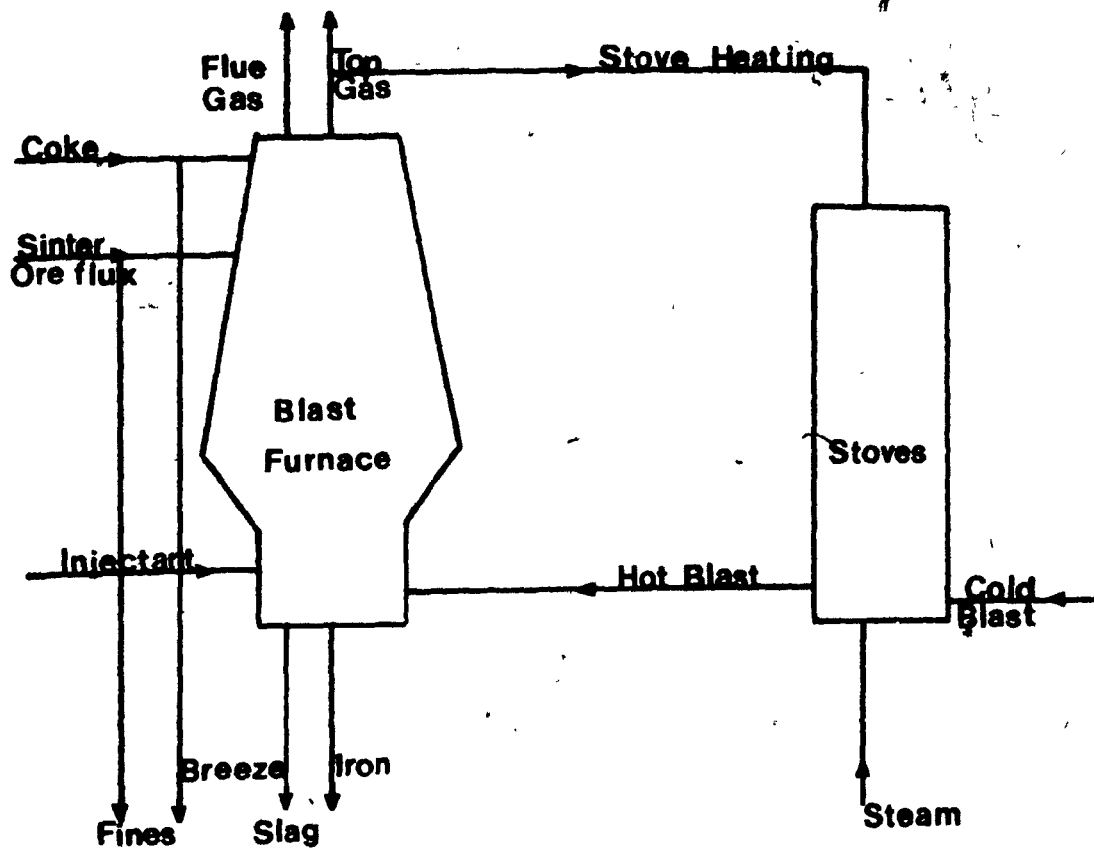 Flue
Gas
Top
Gas
Stove Heating
Coke
Sinter
Ore flux
Blast
Furnace
Stoves
Injectant
Hot Blast
Cold
Blast
Breeze
Iron
Fines
Slag
Steam